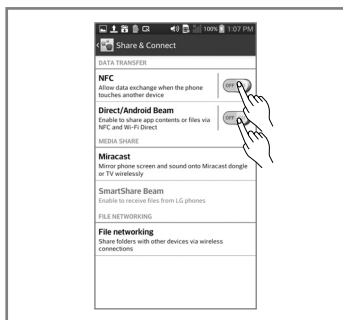 100% 1:07 PM
Share & Connect
DATA TRANSFER
NFC
Allow data exchange when the phone
touches another device
OFF
Direct/Android Beam
Enable to share app contents or files via
NFC and Wi-Fi Direct
OFF
MEDIA SHARE
Miracast
Mirror phone screen and sound onto Miracast dongle
or TV wirelessly
SmartShare Beam
Enable to receive files from LG phones
FILE NETWORKING
File networking
Share folders with other devices via wireless
connections